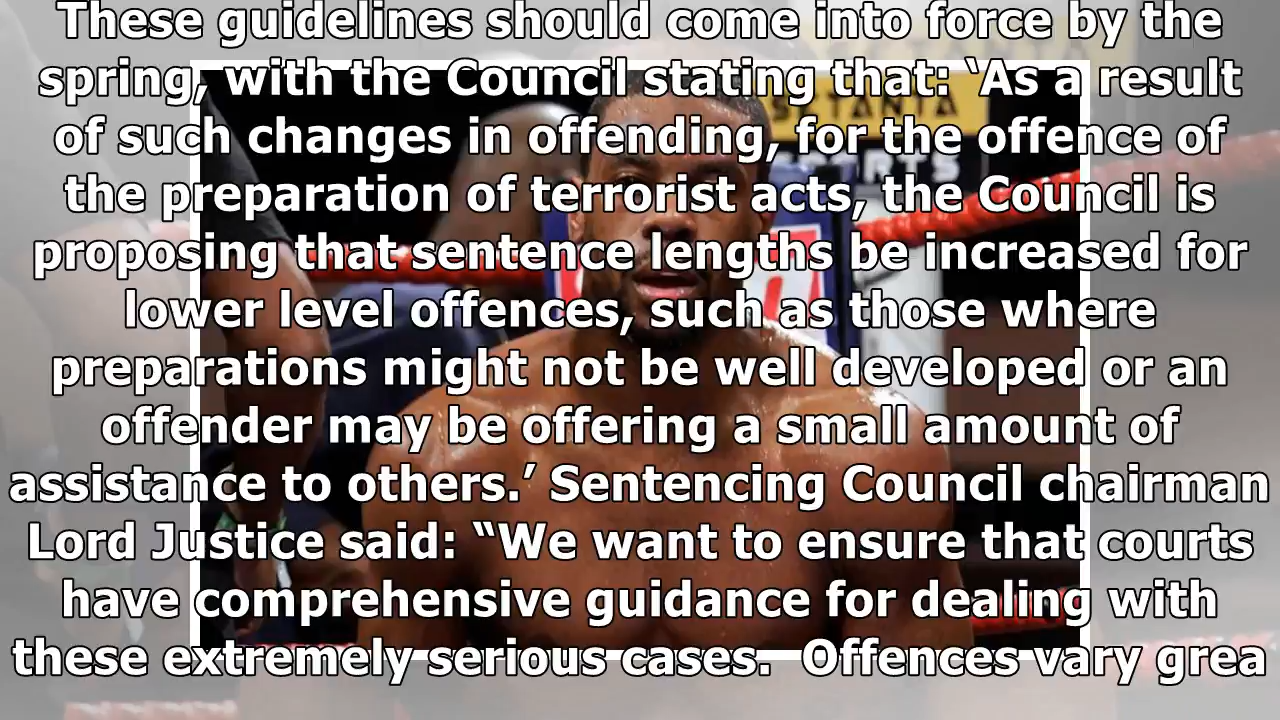 These guidelines should come into force by the
spring, with the Council stating that: ‘As a result
of such changes in offending, for the offence of
the preparation of terrorist acts, the Council is
proposing that sentence lengths be increased for
lower level offences, such as those where
preparations might not be well developed or an
offender may be offering a small amount of
assistance to others.’ Sentencing Council chairman
Lord Justice said: “We want to ensure that courts
have comprehensive guidance for dealing with
these extremely serious cases.  Offences vary grea
SETANTA
SPORTS